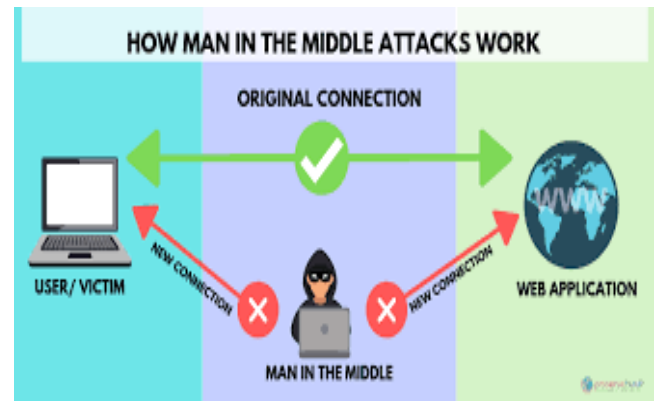 HOW MAN IN THE MIDDLE ATTACKS WORK
ORIGINAL CONNECTION
WWW
NEW CONNECTION
NEW CONNECTION
USER/ VICTIM
WEB APPLICATION
MAN IN THE MIDDLE